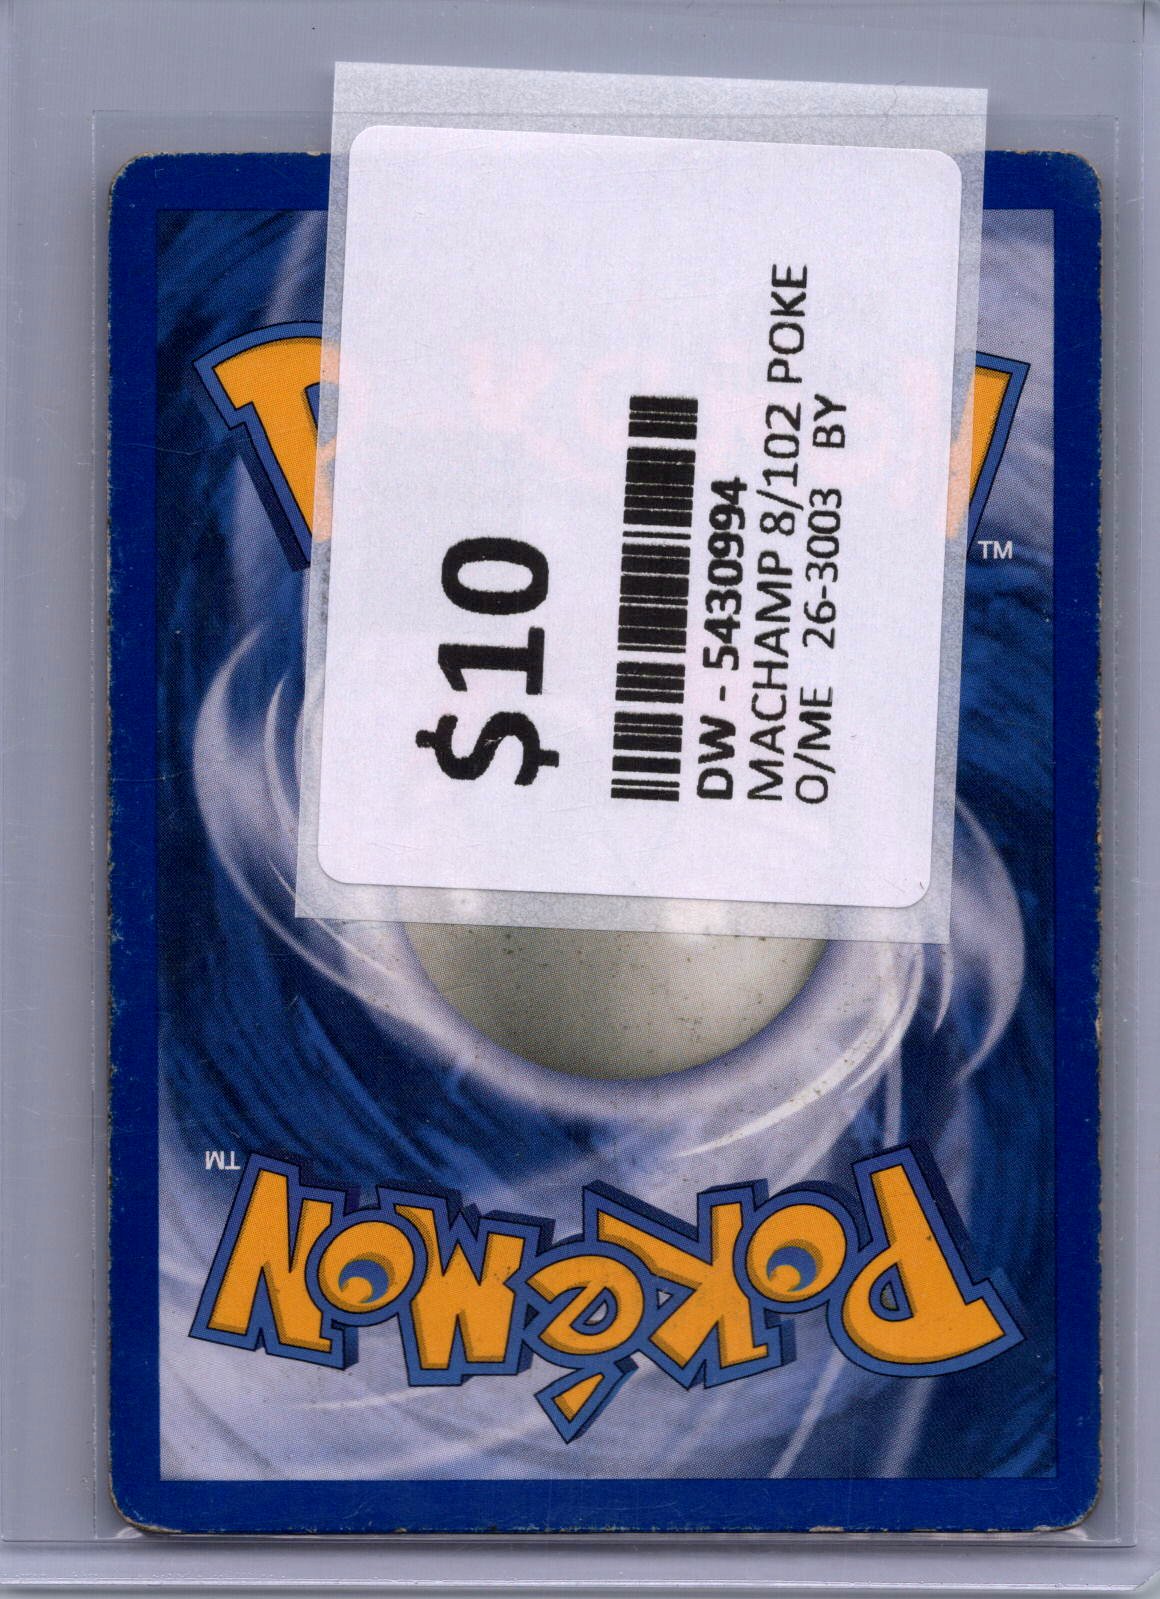 $10
DW - 5430994
MACHAMP 8/102 POKE
O/ME 26-3003 BY
TM
TM
POKéMON